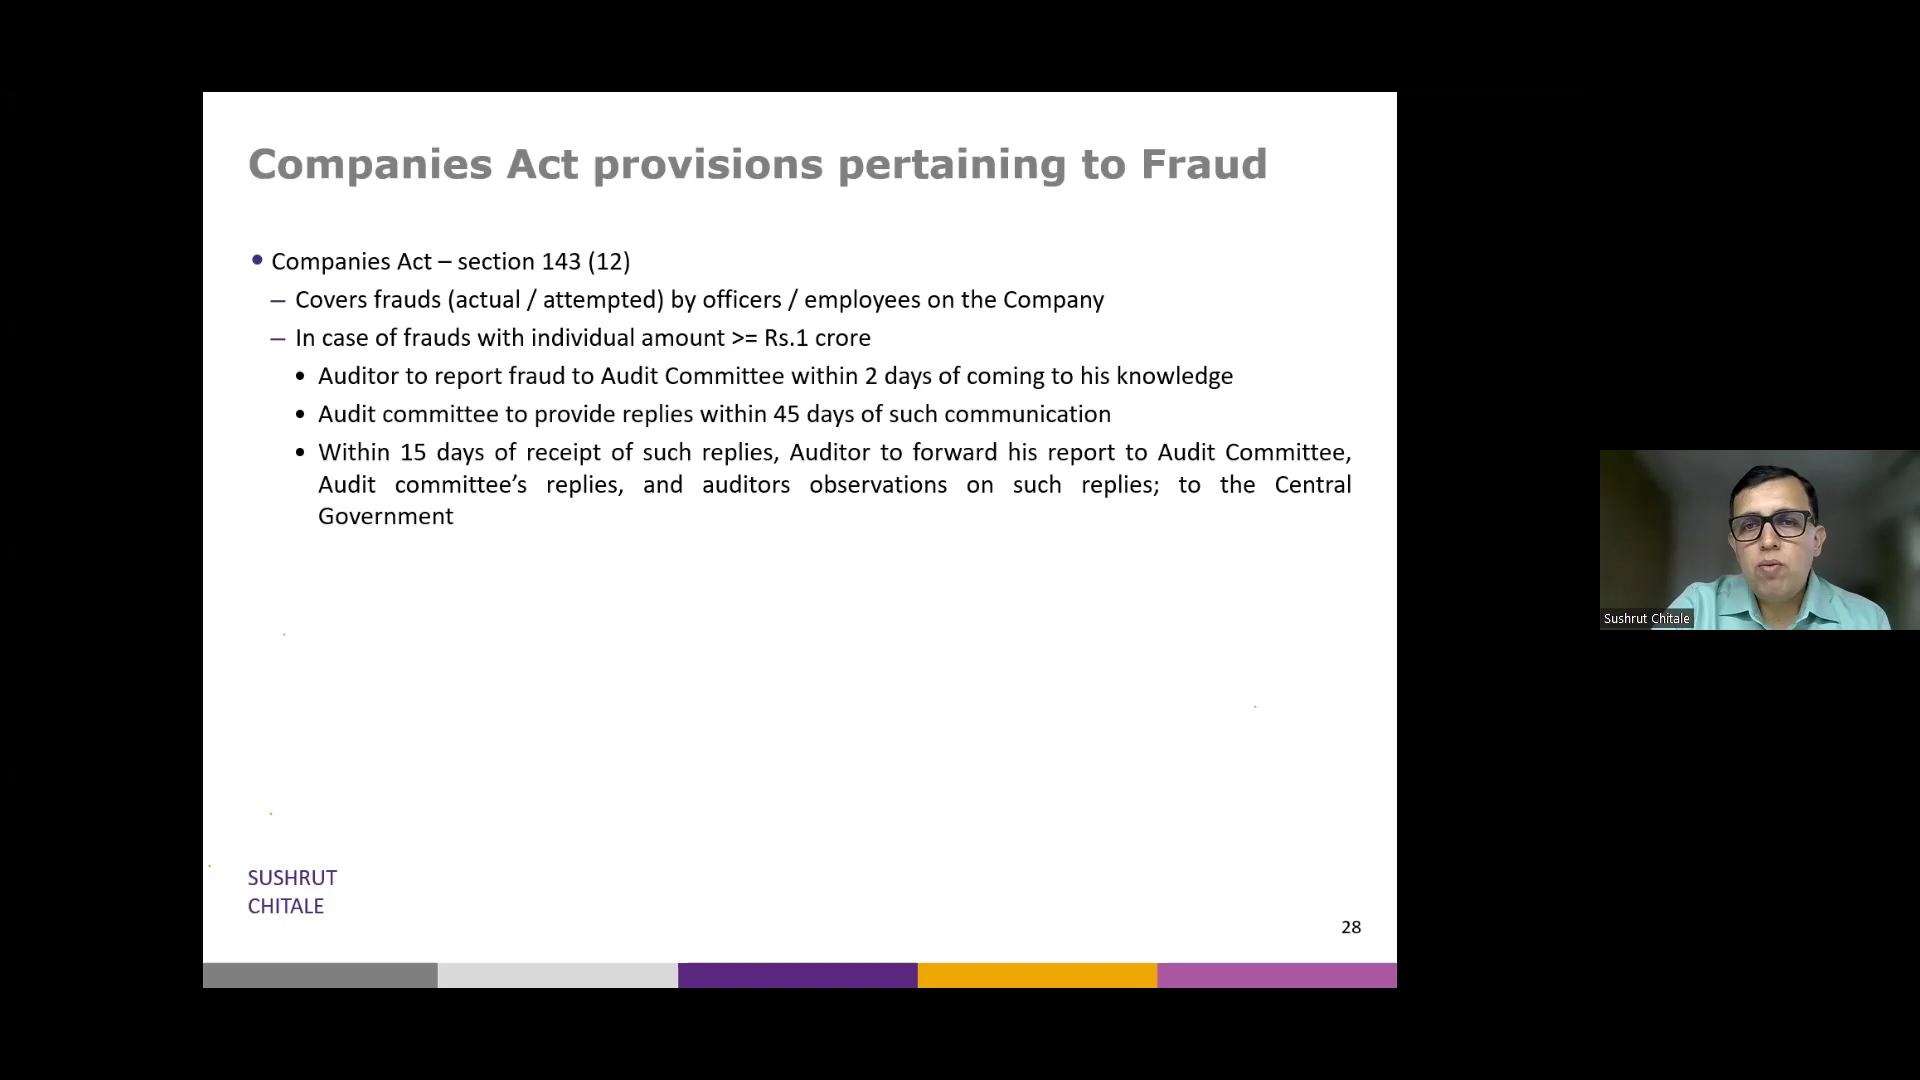 Companies Act provisions pertaining to Fraud
• Companies Act – section 143 (12)
– Covers frauds (actual / attempted) by officers / employees on the Company
– In case of frauds with individual amount >= Rs.1 crore
• Auditor to report fraud to Audit Committee within 2 days of coming to his knowledge
• Audit committee to provide replies within 45 days of such communication
• Within 15 days of receipt of such replies, Auditor to forward his report to Audit Committee,
Audit committee’s replies, and auditors observations on such replies; to the Central
Government
Sushrut Chitale
SUSHRUT
CHITALE
28